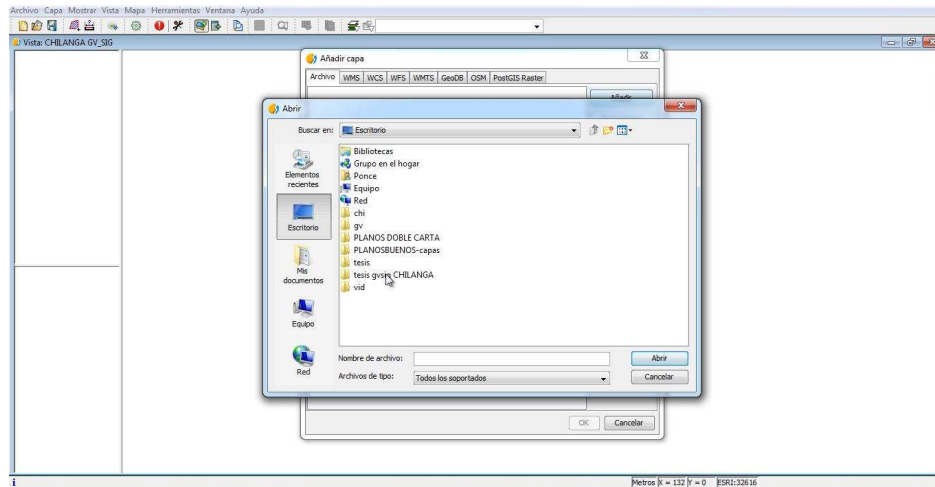 Archivo Capa Mostrar Vista Mapa Herramientas Ventana Ayuda
Vista: CHILANGA GV_SIG
Añadir capa
Archivo WMS WCS WFS WMTS GeoDB OSM PostGIS Raster
Añadir
Abrir
Buscar en: Escritorio
Elementos recientes
Escritorio
Mis documentos
Equipo
Red
Bibliotecas
Grupo en el hogar
Ponce
Equipo
Red
chi
gv
PLANOS DOBLE CARTA
PLANOSBUENOS-capas
tesis
tesis gvsig CHILANGA
vid
Nombre de archivo:
Abrir
Archivos de tipo: Todos los soportados
Cancelar
OK Cancelar
Metros X = 132 Y = 0 ESRI:32616